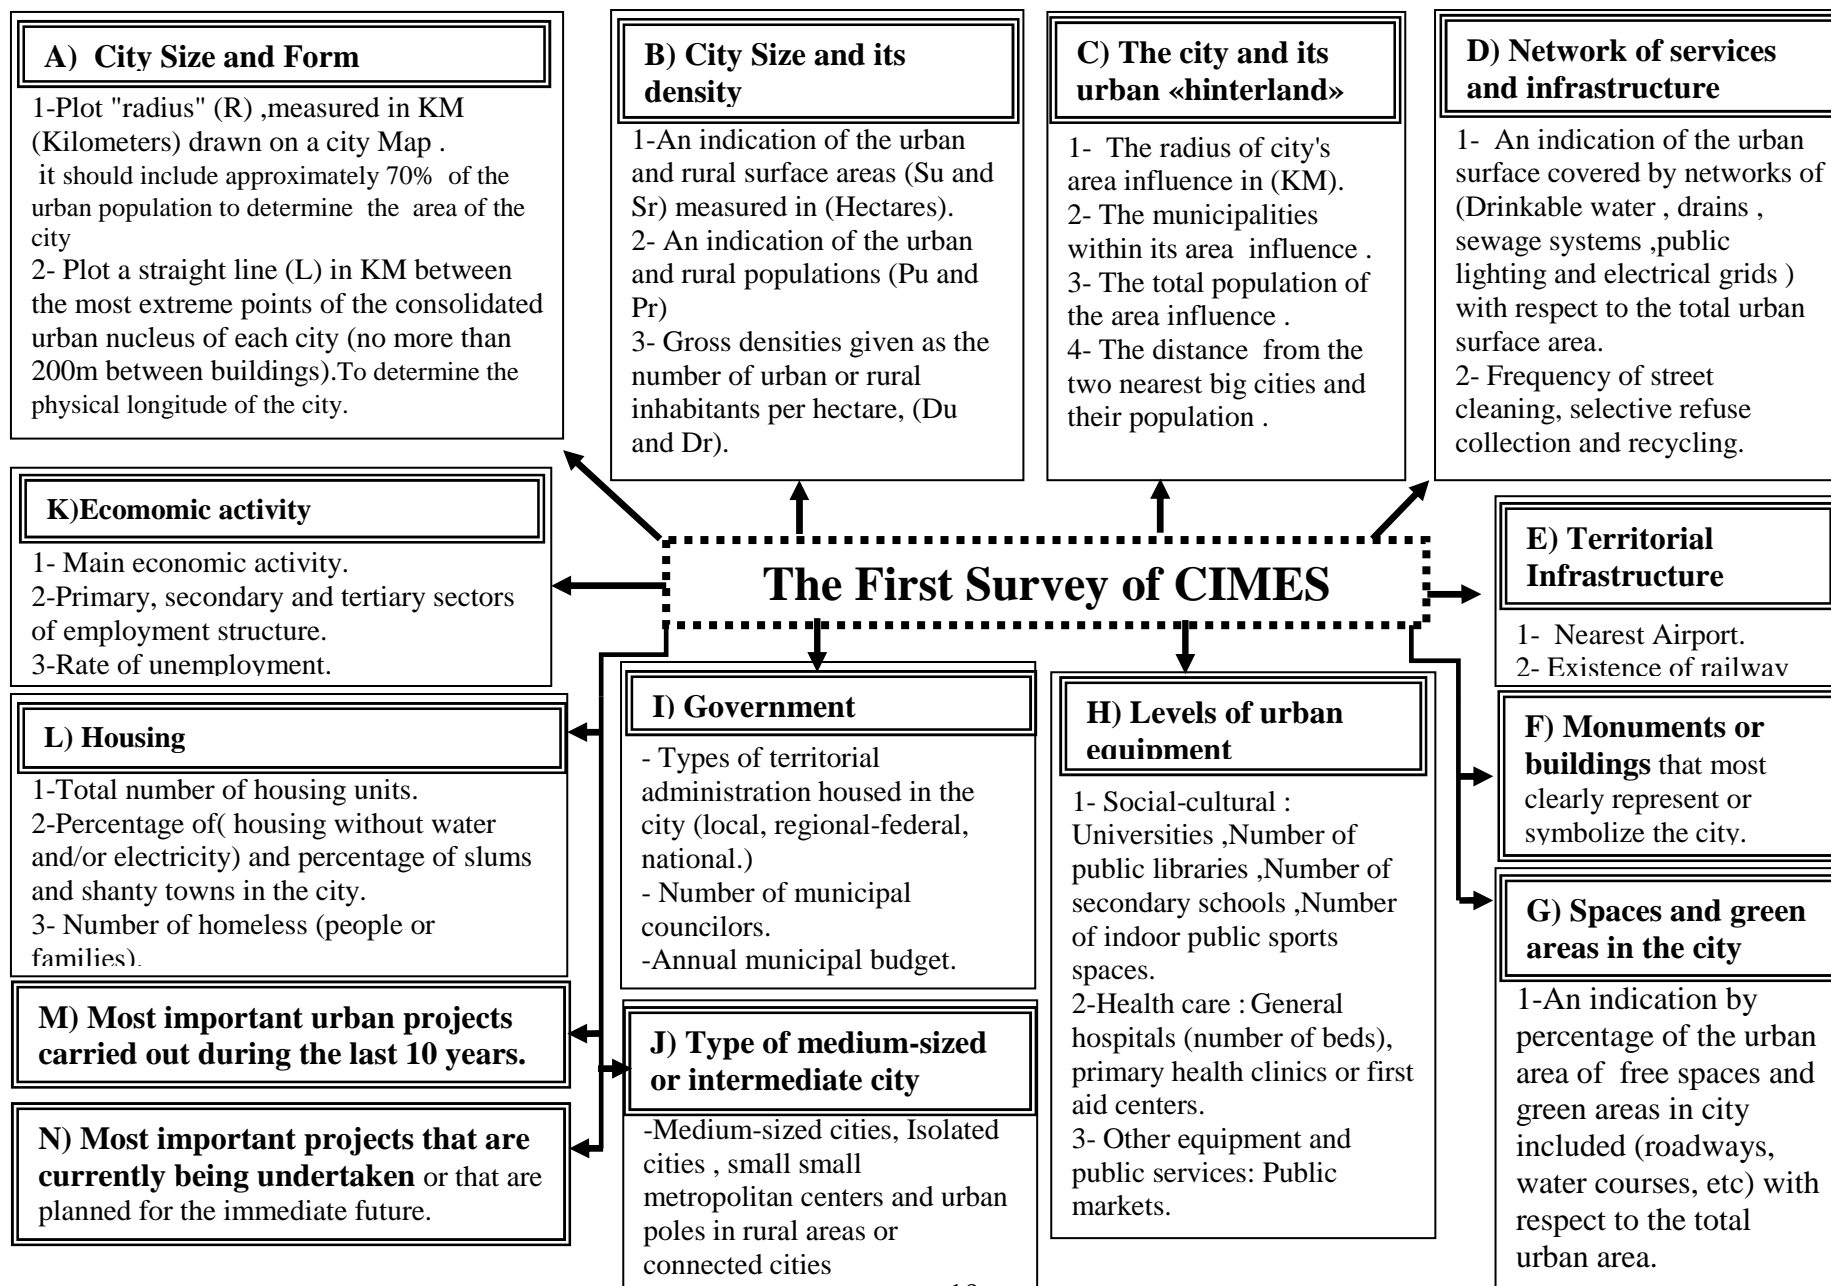 A) City Size and Form
1-Plot "radius" (R) ,measured in KM
(Kilometers) drawn on a city Map .
it should include approximately 70% of the
urban population to determine the area of the
city
2- Plot a straight line (L) in KM between
the most extreme points of the consolidated
urban nucleus of each city (no more than
200m between buildings).To determine the
physical longitude of the city.
B) City Size and its
density
1-An indication of the urban
and rural surface areas (Su and
Sr) measured in (Hectares).
2- An indication of the urban
and rural populations (Pu and
Pr)
3- Gross densities given as the
number of urban or rural
inhabitants per hectare, (Du
and Dr).
C) The city and its
urban «hinterland»
1- The radius of city's
area influence in (KM).
2- The municipalities
within its area influence .
3- The total population of
the area influence .
4- The distance from the
two nearest big cities and
their population .
D) Network of services
and infrastructure
1- An indication of the urban
surface covered by networks of
(Drinkable water , drains ,
sewage systems ,public
lighting and electrical grids )
with respect to the total urban
surface area.
2- Frequency of street
cleaning, selective refuse
collection and recycling.
K)Ecomomic activity
1- Main economic activity.
2-Primary, secondary and tertiary sectors
of employment structure.
3-Rate of unemployment.
The First Survey of CIMES
E) Territorial
Infrastructure
1- Nearest Airport.
2- Existence of railway
L) Housing
1-Total number of housing units.
2-Percentage of( housing without water
and/or electricity) and percentage of slums
and shanty towns in the city.
3- Number of homeless (people or
families).
I) Government
- Types of territorial
administration housed in the
city (local, regional-federal,
national.)
- Number of municipal
councilors.
-Annual municipal budget.
H) Levels of urban
equipment
1- Social-cultural :
Universities ,Number of
public libraries ,Number of
secondary schools ,Number
of indoor public sports
spaces.
2-Health care : General
hospitals (number of beds),
primary health clinics or first
aid centers.
3- Other equipment and
public services: Public
markets.
F) Monuments or
buildings that most
clearly represent or
symbolize the city.
G) Spaces and green
areas in the city
1-An indication by
percentage of the urban
area of free spaces and
green areas in city
included (roadways,
water courses, etc) with
respect to the total
urban area.
M) Most important urban projects
carried out during the last 10 years.
N) Most important projects that are
currently being undertaken or that are
planned for the immediate future.
J) Type of medium-sized
or intermediate city
-Medium-sized cities, Isolated
cities , small small
metropolitan centers and urban
poles in rural areas or
connected cities